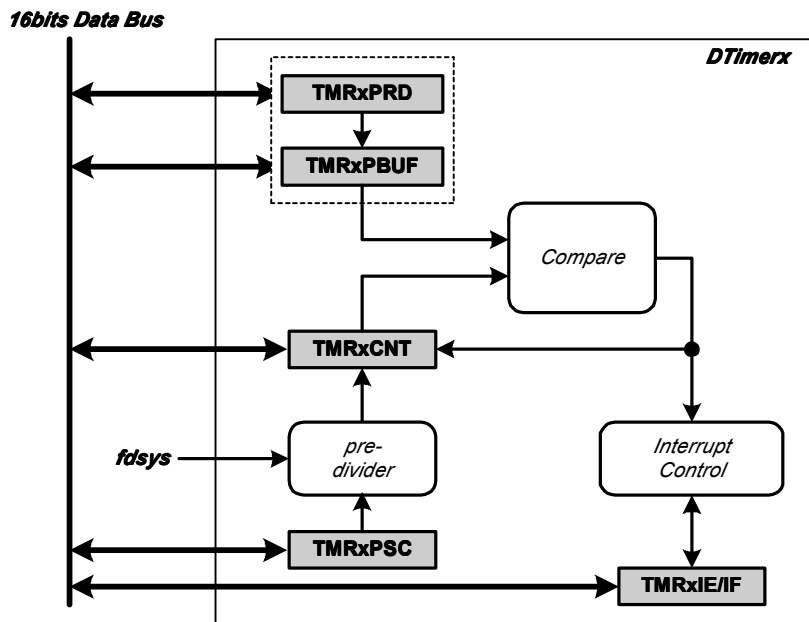 16bits Data Bus
DTimerx
TMRxPRD
TMRxPBUF
Compare
TMRxCNT
fdsys
pre-
divider
Interrupt
Control
TMRxPSC
TMRxIE/IF